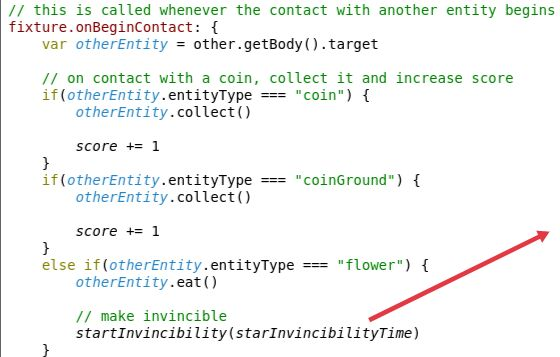 // this is called whenever the contact with another entity begins
fixture.onBeginContact: {
var otherEntity = other.getBody().target
// on contact with a coin, collect it and increase score
if(otherEntity.entityType === "coin") {
otherEntity.collect()
score += 1
}
if(otherEntity.entityType === "coinGround") {
otherEntity.collect()
score += 1
}
else if(otherEntity.entityType === "flower") {
otherEntity.eat()
// make invincible
startInvincibility(starInvincibilityTime)
}